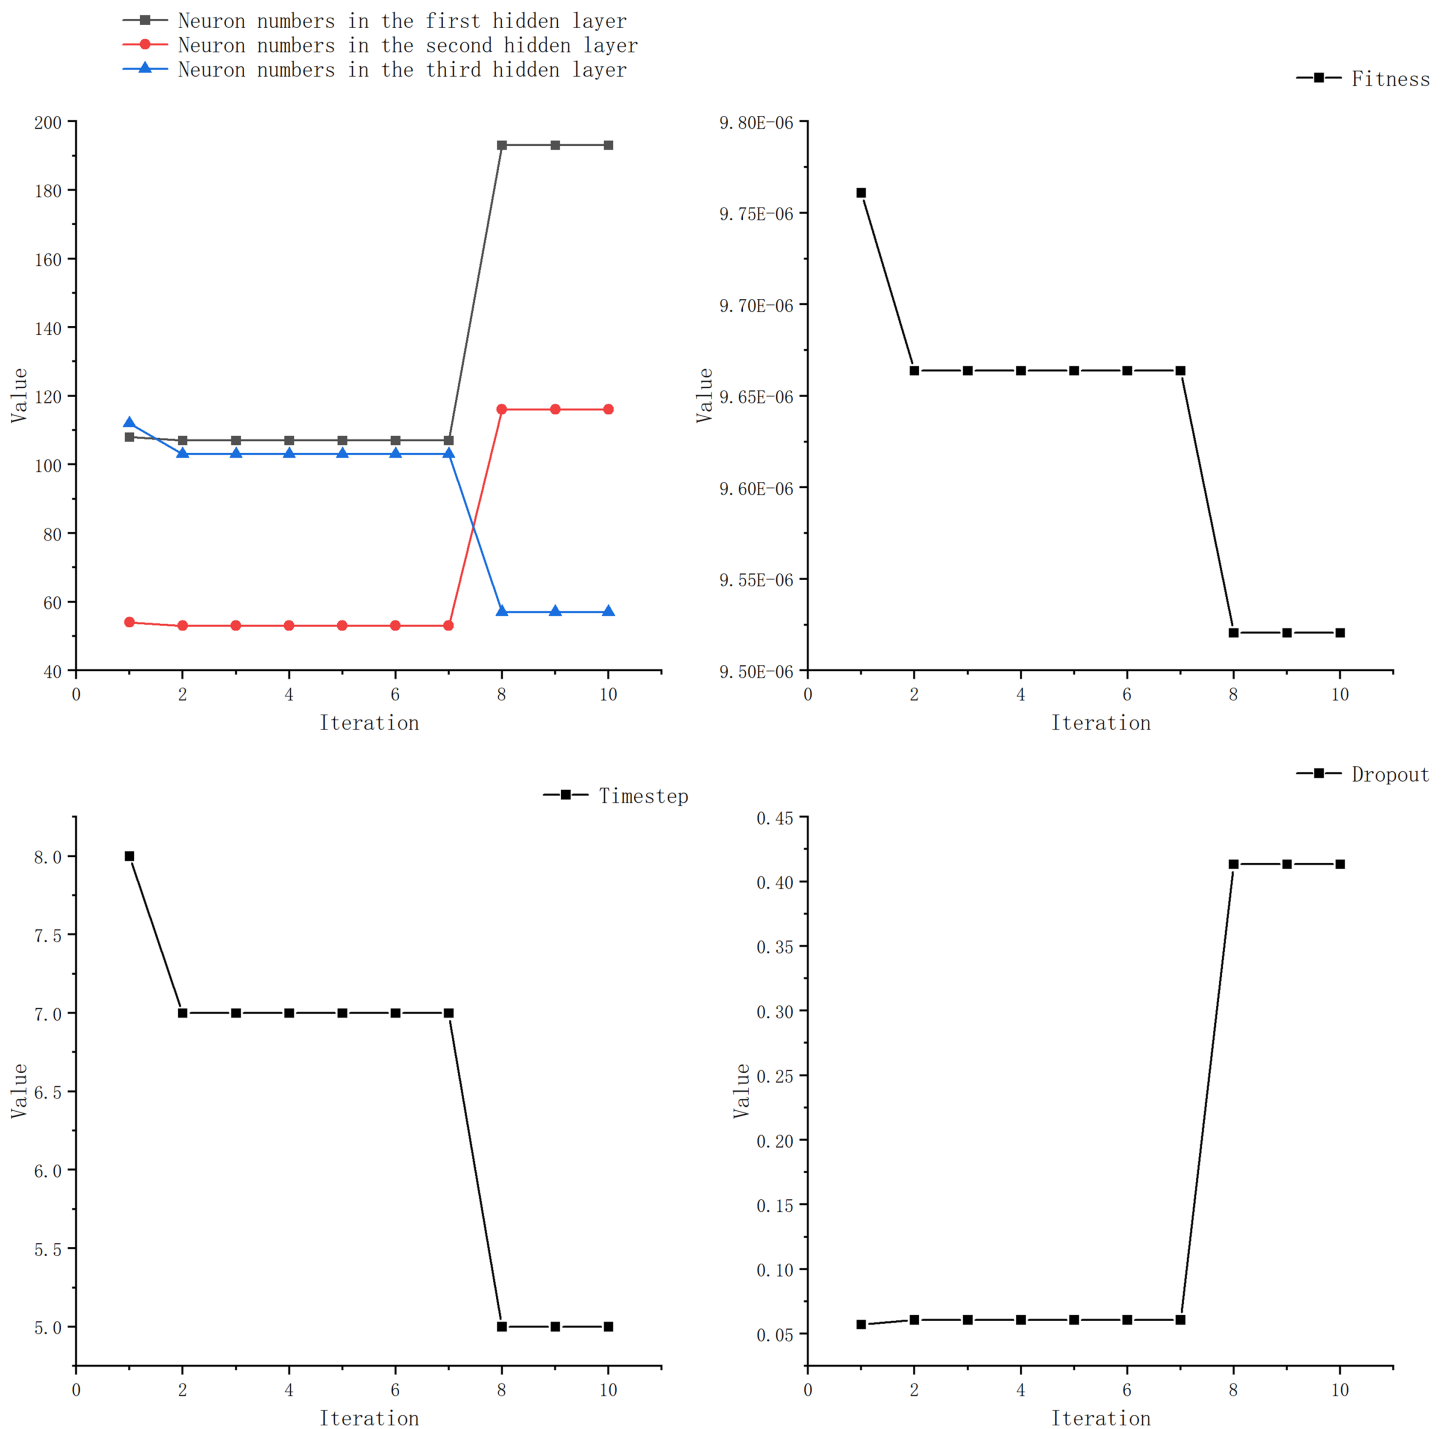 Neuron numbers in the first hidden layer
Neuron numbers in the second hidden layer
Neuron numbers in the third hidden layer
200
180
160
140
120
100
80
60
40
0 2 4 6 8 10
Value
Iteration
Fitness
9.80E-06
9.75E-06
9.70E-06
9.65E-06
9.60E-06
9.55E-06
9.50E-06
0 2 4 6 8 10
Value
Iteration
Timestep
8.0
7.5
7.0
6.5
6.0
5.5
5.0
0 2 4 6 8 10
Value
Iteration
Dropout
0.45
0.40
0.35
0.30
0.25
0.20
0.15
0.10
0.05
0 2 4 6 8 10
Value
Iteration